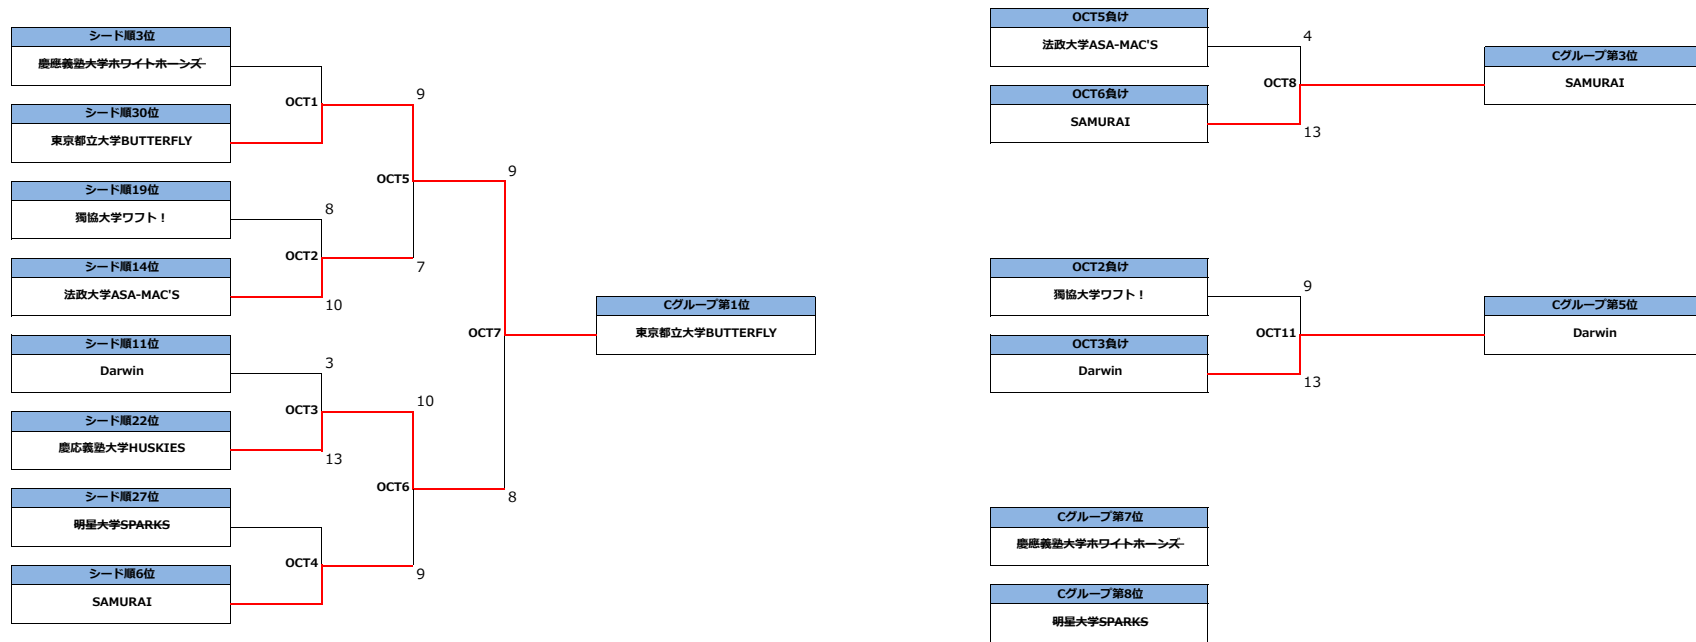 シード順3位
慶應義塾大学ホワイトホーンズ
OCT1
9
シード順30位
東京都立大学BUTTERFLY
OCT5
9
シード順19位
獨協大学ワフト！
8
OCT2
7
シード順14位
法政大学ASA-MAC'S
10
OCT7
Cグループ第1位
東京都立大学BUTTERFLY
シード順11位
Darwin
3
OCT3
10
シード順22位
慶応義塾大学HUSKIES
13
OCT6
8
シード順27位
明星大学SPARKS
OCT4
9
シード順6位
SAMURAI
OCT5負け
法政大学ASA-MAC'S
4
OCT8
Cグループ第3位
SAMURAI
OCT6負け
SAMURAI
13
OCT2負け
獨協大学ワフト！
9
OCT11
Cグループ第5位
Darwin
OCT3負け
Darwin
13
Cグループ第7位
慶應義塾大学ホワイトホーンズ
Cグループ第8位
明星大学SPARKS